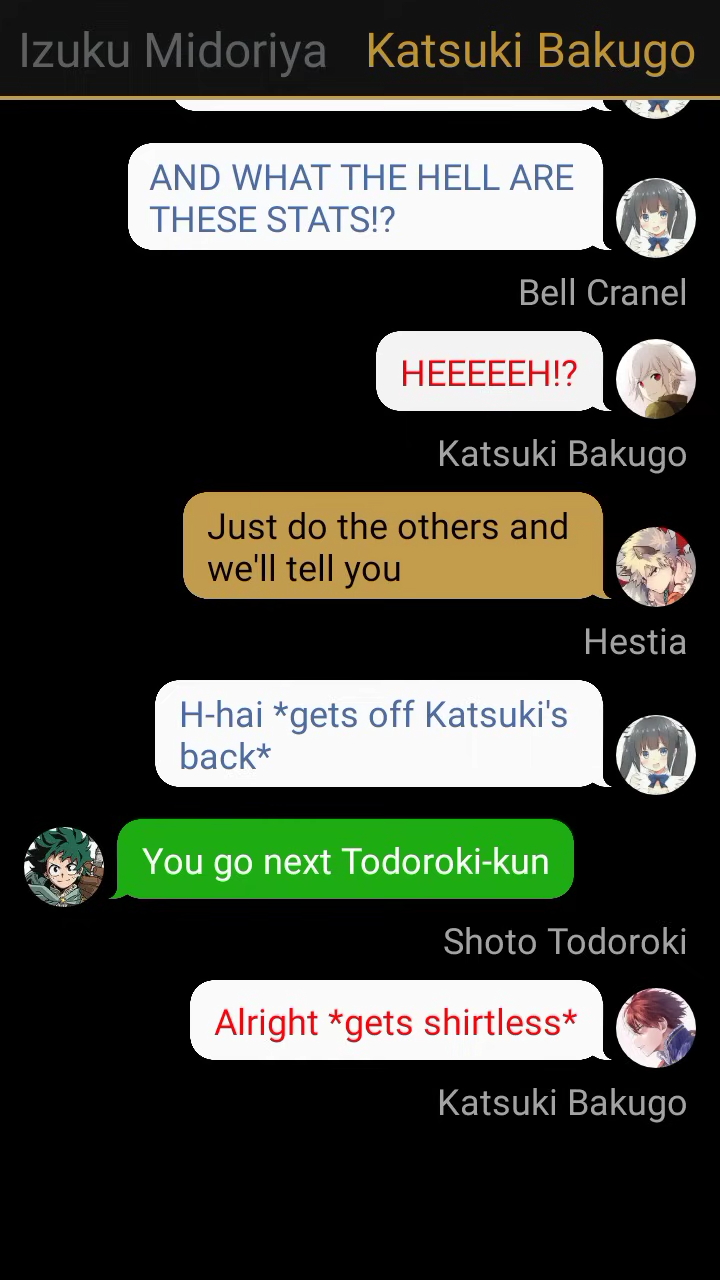 Izuku Midoriya Katsuki Bakugo
AND WHAT THE HELL ARE
THESE STATS!?
Bell Cranel
HEEEEEH!?
Katsuki Bakugo
Just do the others and
we'll tell you
Hestia
H-hai *gets off Katsuki's
back*
You go next Todoroki-kun
Shoto Todoroki
Alright *gets shirtless*
Katsuki Bakugo